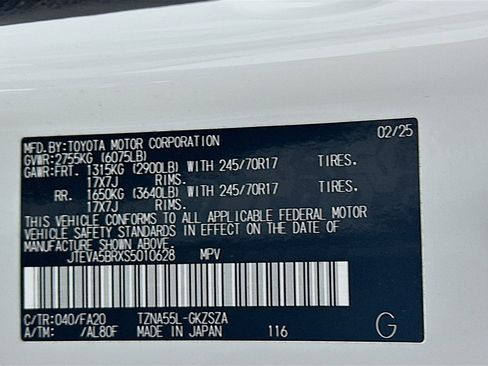 MFD.BY:TOYOTA MOTOR CORPORATION 02/25
GVWR:2755KG (6075LB)
GAWR:FRT. 1315KG (2900LB) WITH 245/70R17 TIRES.
17X7J RIMS.
RR. 1650KG (3640LB) WITH 245/70R17 TIRES.
17X7J RIMS.
THIS VEHICLE CONFORMS TO ALL APPLICABLE FEDERAL MOTOR
VEHICLE SAFETY STANDARDS IN EFFECT ON THE DATE OF
MANUFACTURE SHOWN ABOVE.
JTEVA5BRXS5010628 MPV
C/TR:040/FA20 TZNA55L-GKZSZA
A/TM: /AL80F MADE IN JAPAN 116 G